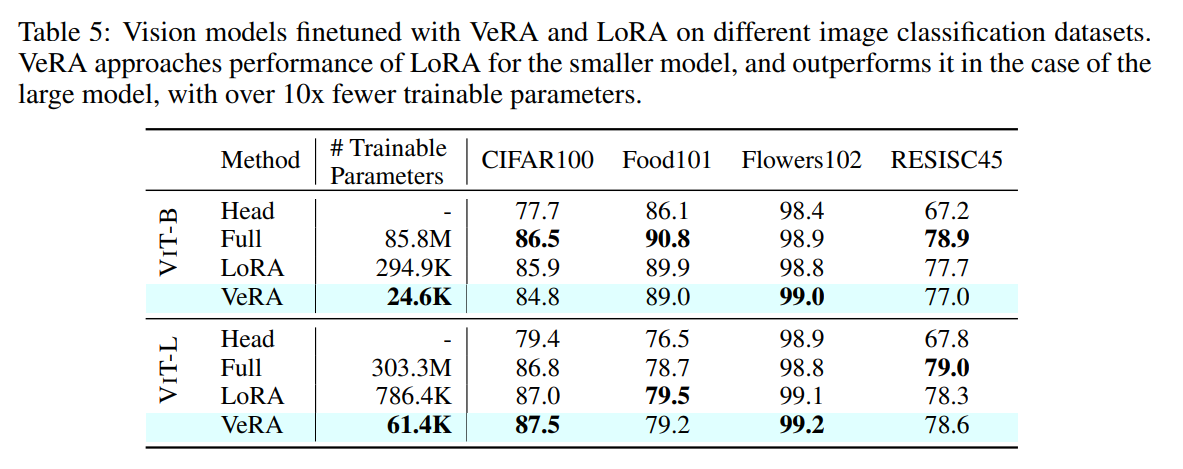 Table 5: Vision models finetuned with VeRA and LoRA on different image classification datasets.
VeRA approaches performance of LoRA for the smaller model, and outperforms it in the case of the
large model, with over 10x fewer trainable parameters.
Method # Trainable Parameters CIFAR100 Food101 Flowers102 RESISC45
VIT-B
Head - 77.7 86.1 98.4 67.2
Full 85.8M 86.5 90.8 98.9 78.9
LoRA 294.9K 85.9 89.9 98.8 77.7
VeRA 24.6K 84.8 89.0 99.0 77.0
VIT-L
Head - 79.4 76.5 98.9 67.8
Full 303.3M 86.8 78.7 98.8 79.0
LoRA 786.4K 87.0 79.5 99.1 78.3
VeRA 61.4K 87.5 79.2 99.2 78.6